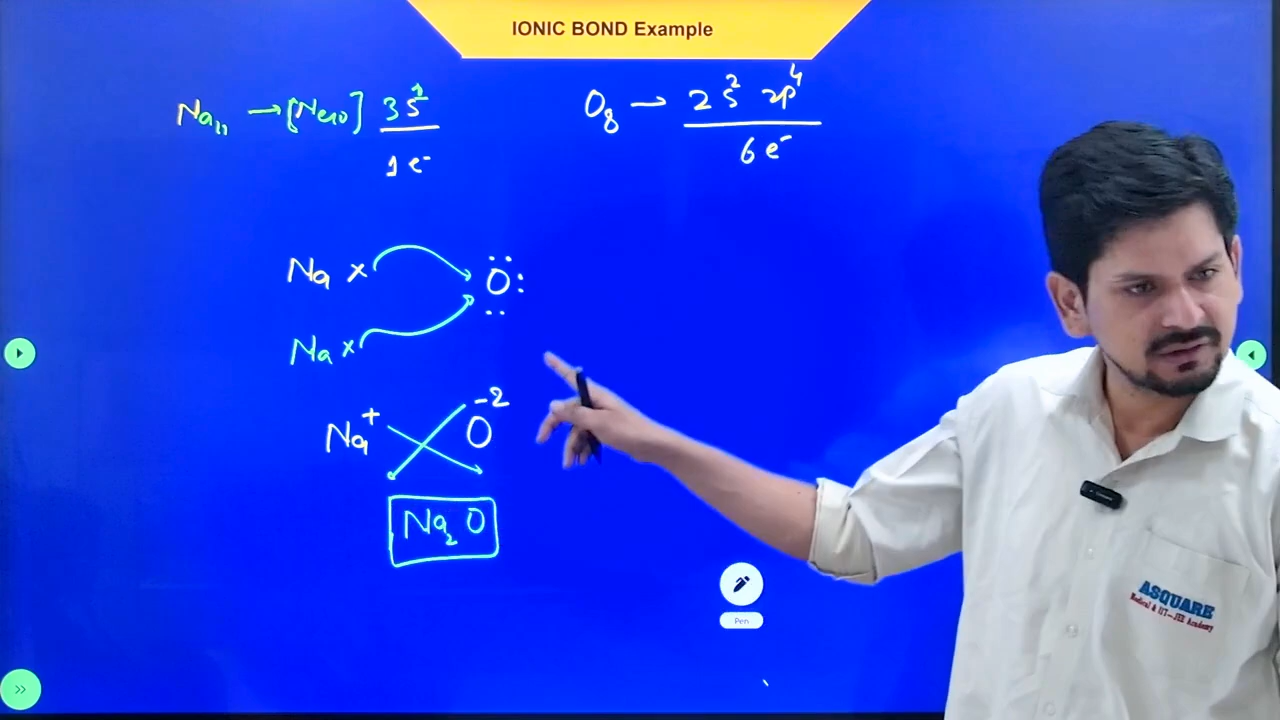 IONIC BOND Example
Na₁₁ → [Ne₁₀] 3s¹
1e⁻
O₈ → 2s² 2p⁴
6e⁻
Na × O
Na ×
Na⁺ O⁻²
Na₂O
Pen
ASQUARE
Medical & IIT-JEE Academy